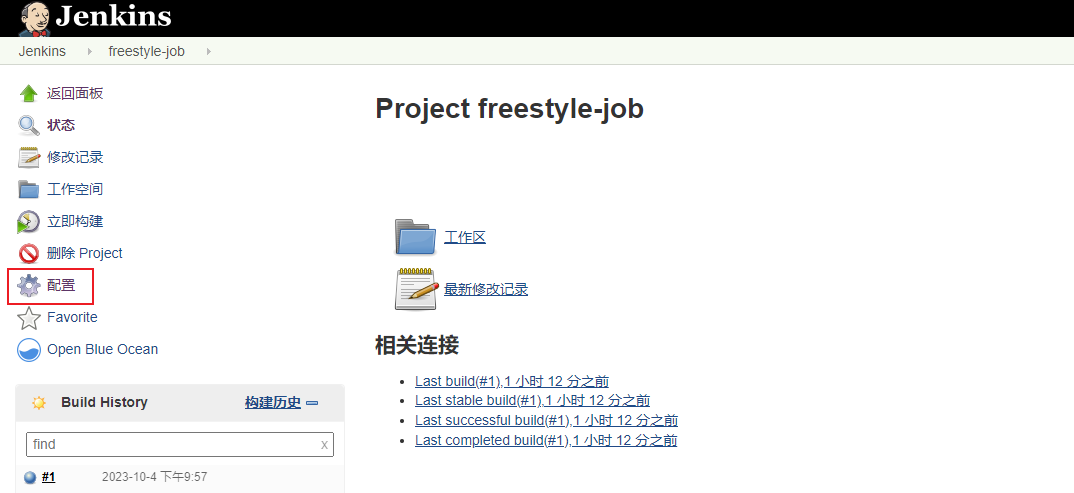 Jenkins
Jenkins freestyle-job
返回面板
状态
修改记录
工作空间
立即构建
删除 Project
配置
Favorite
Open Blue Ocean
Build History 构建历史
find x
#1 2023-10-4 下午9:57
Project freestyle-job
工作区
最新修改记录
相关连接
Last build(#1),1 小时 12 分之前
Last stable build(#1),1 小时 12 分之前
Last successful build(#1),1 小时 12 分之前
Last completed build(#1),1 小时 12 分之前